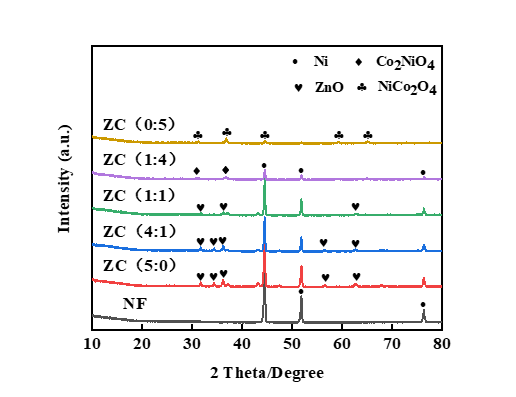 ● Ni ♦ Co₂NiO₄
♥ ZnO ♣ NiCo₂O₄
ZC（0:5）
ZC（1:4）
ZC（1:1）
ZC（4:1）
ZC（5:0）
NF
Intensity (a.u.)
10 20 30 40 50 60 70 80
2 Theta/Degree